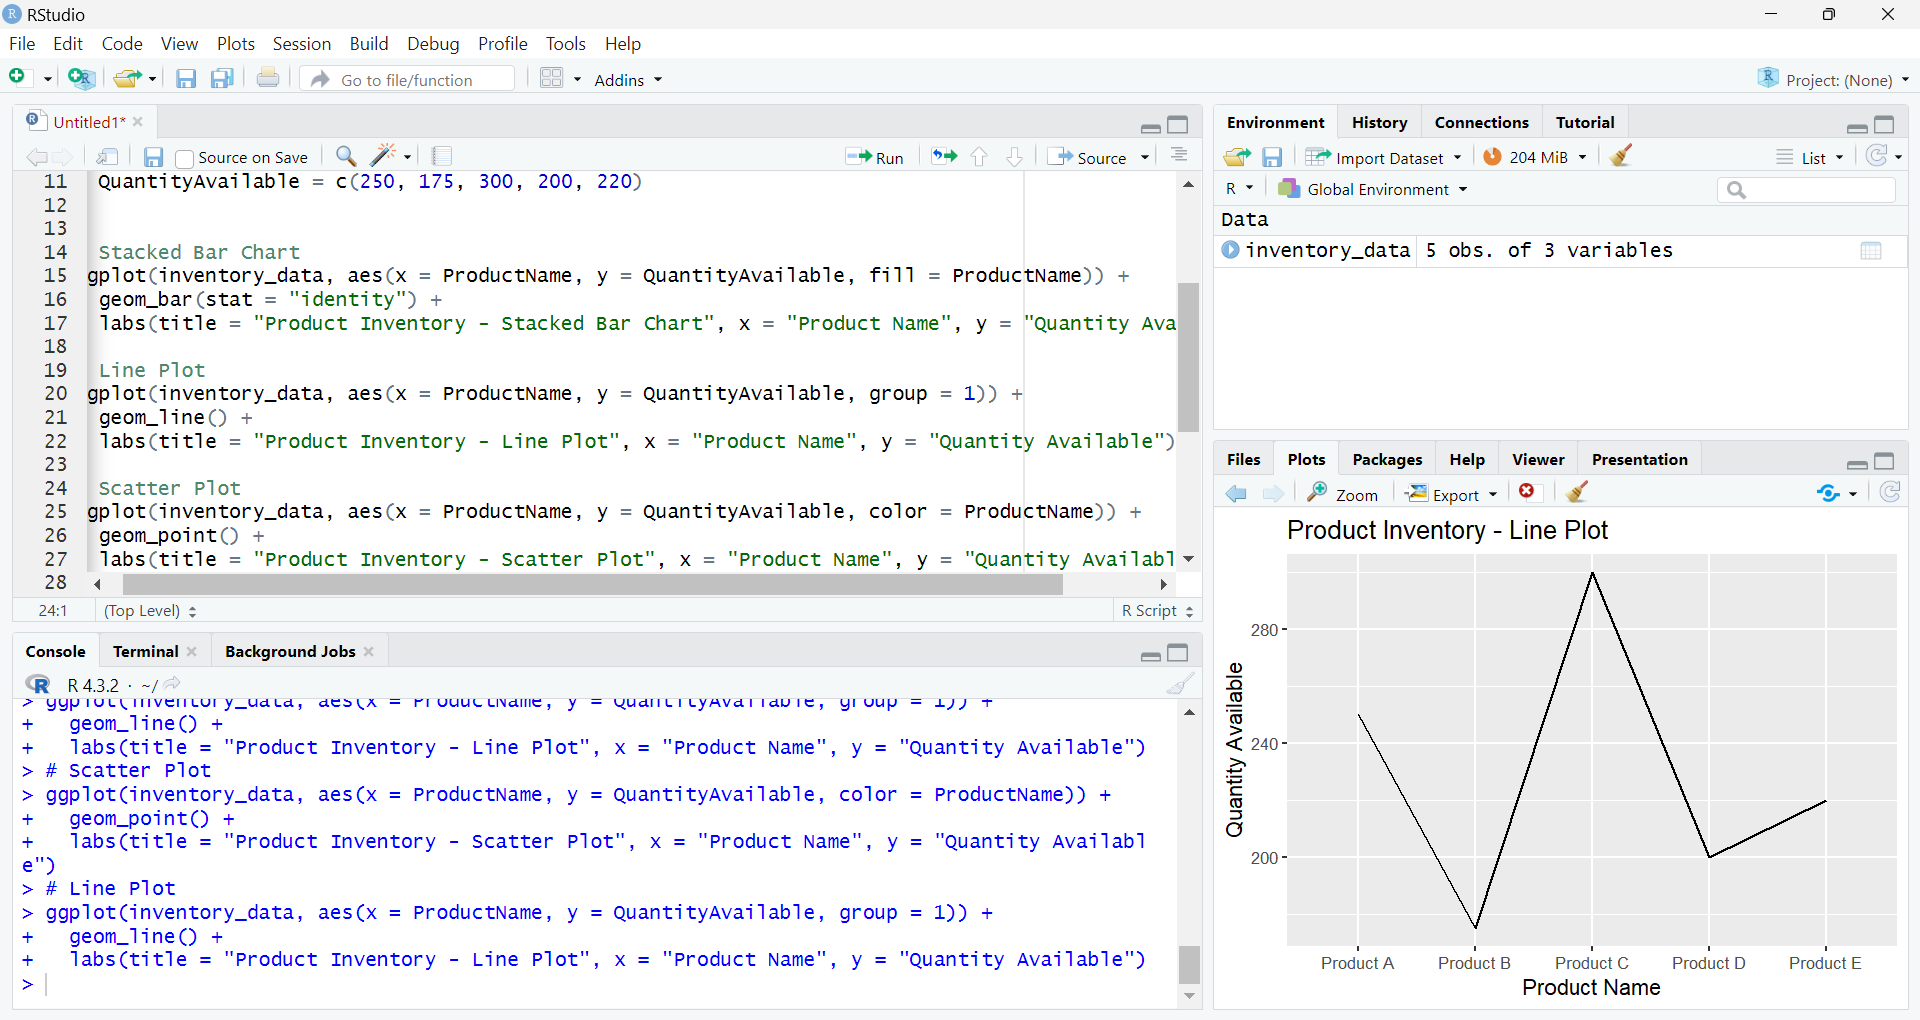 RStudio
File Edit Code View Plots Session Build Debug Profile Tools Help
Go to file/function Addins Project: (None)
Untitled1*
Source on Save Run Source
11 QuantityAvailable = c(250, 175, 300, 200, 220)
12
13
14 Stacked Bar Chart
15 gplot(inventory_data, aes(x = ProductName, y = QuantityAvailable, fill = ProductName)) +
16 geom_bar(stat = "identity") +
17 labs(title = "Product Inventory - Stacked Bar Chart", x = "Product Name", y = "Quantity Ava
18
19 Line Plot
20 gplot(inventory_data, aes(x = ProductName, y = QuantityAvailable, group = 1)) +
21 geom_line() +
22 labs(title = "Product Inventory - Line Plot", x = "Product Name", y = "Quantity Available")
23
24 Scatter Plot
25 gplot(inventory_data, aes(x = ProductName, y = QuantityAvailable, color = ProductName)) +
26 geom_point() +
27 labs(title = "Product Inventory - Scatter Plot", x = "Product Name", y = "Quantity Availabl
28
24:1 (Top Level) R Script
Console Terminal Background Jobs
R 4.3.2 · ~/
> ggplot(inventory_data, aes(x = ProductName, y = QuantityAvailable, group = 1)) +
+ geom_line() +
+ labs(title = "Product Inventory - Line Plot", x = "Product Name", y = "Quantity Available")
> # Scatter Plot
> ggplot(inventory_data, aes(x = ProductName, y = QuantityAvailable, color = ProductName)) +
+ geom_point() +
+ labs(title = "Product Inventory - Scatter Plot", x = "Product Name", y = "Quantity Availabl
e")
> # Line Plot
> ggplot(inventory_data, aes(x = ProductName, y = QuantityAvailable, group = 1)) +
+ geom_line() +
+ labs(title = "Product Inventory - Line Plot", x = "Product Name", y = "Quantity Available")
>
Environment History Connections Tutorial
Import Dataset 204 MiB List
R Global Environment
Data
inventory_data 5 obs. of 3 variables
Files Plots Packages Help Viewer Presentation
Zoom Export
Product Inventory - Line Plot
280
240
200
Quantity Available
Product A Product B Product C Product D Product E
Product Name